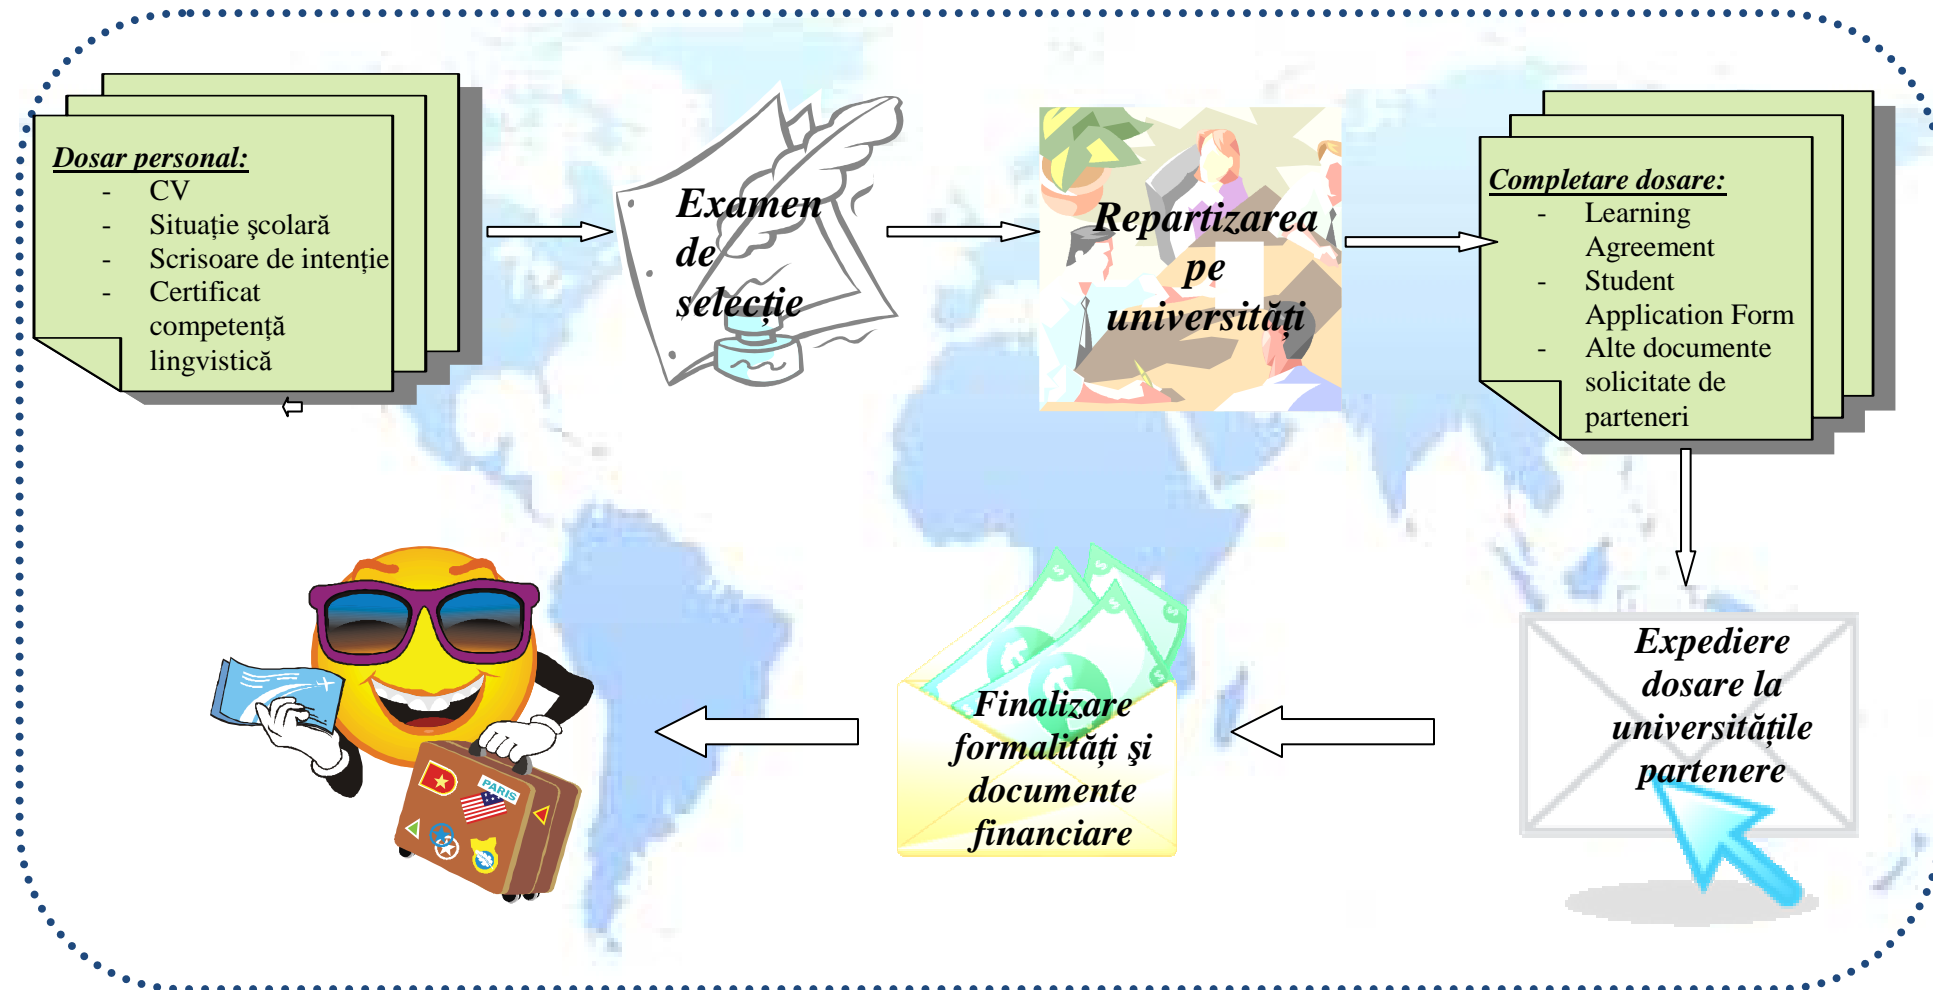 Dosar personal:
- CV
- Situație şcolară
- Scrisoare de intenție
- Certificat
competență
lingvistică
Examen
de
selecție
Repartizarea
pe
universități
Completare dosare:
- Learning
Agreement
- Student
Application Form
- Alte documente
solicitate de
parteneri
Expediere
dosare la
universitățile
partenere
Finalizare
formalități şi
documente
financiare
PARIS